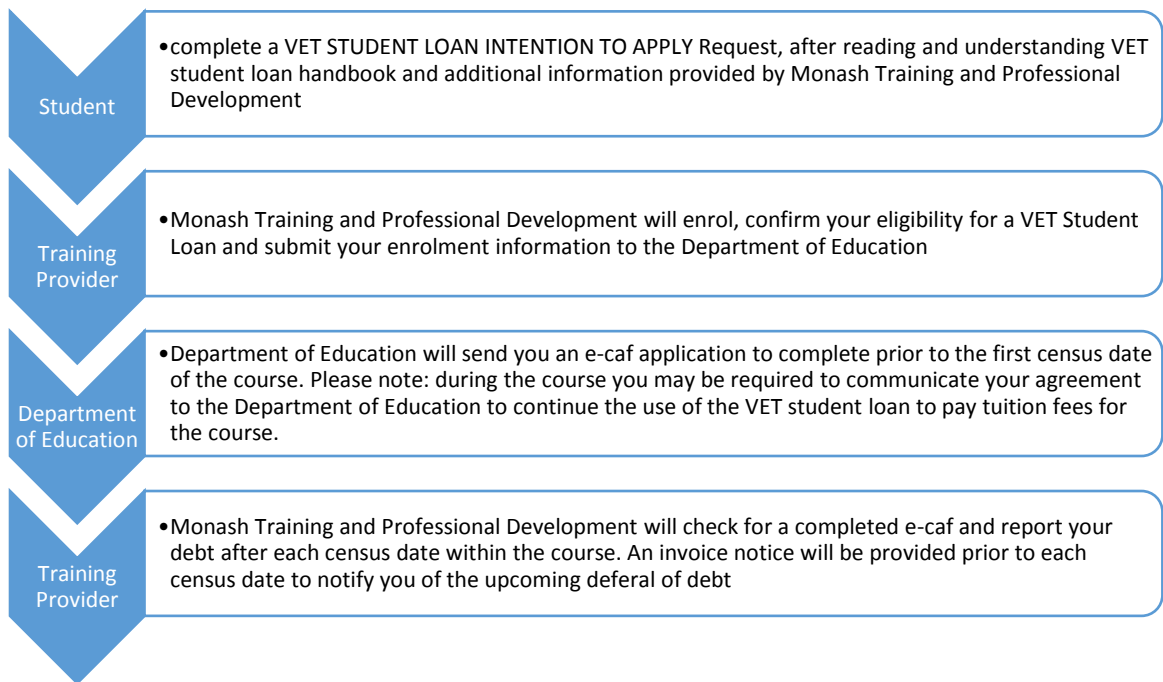 Student
•complete a VET STUDENT LOAN INTENTION TO APPLY Request, after reading and understanding VET
student loan handbook and additional information provided by Monash Training and Professional
Development
Training
Provider
•Monash Training and Professional Development will enrol, confirm your eligibility for a VET Student
Loan and submit your enrolment information to the Department of Education
Department
of Education
•Department of Education will send you an e-caf application to complete prior to the first census date
of the course. Please note: during the course you may be required to communicate your agreement
to the Department of Education to continue the use of the VET student loan to pay tuition fees for
the course.
Training
Provider
•Monash Training and Professional Development will check for a completed e-caf and report your
debt after each census date within the course. An invoice notice will be provided prior to each
census date to notify you of the upcoming deferal of debt